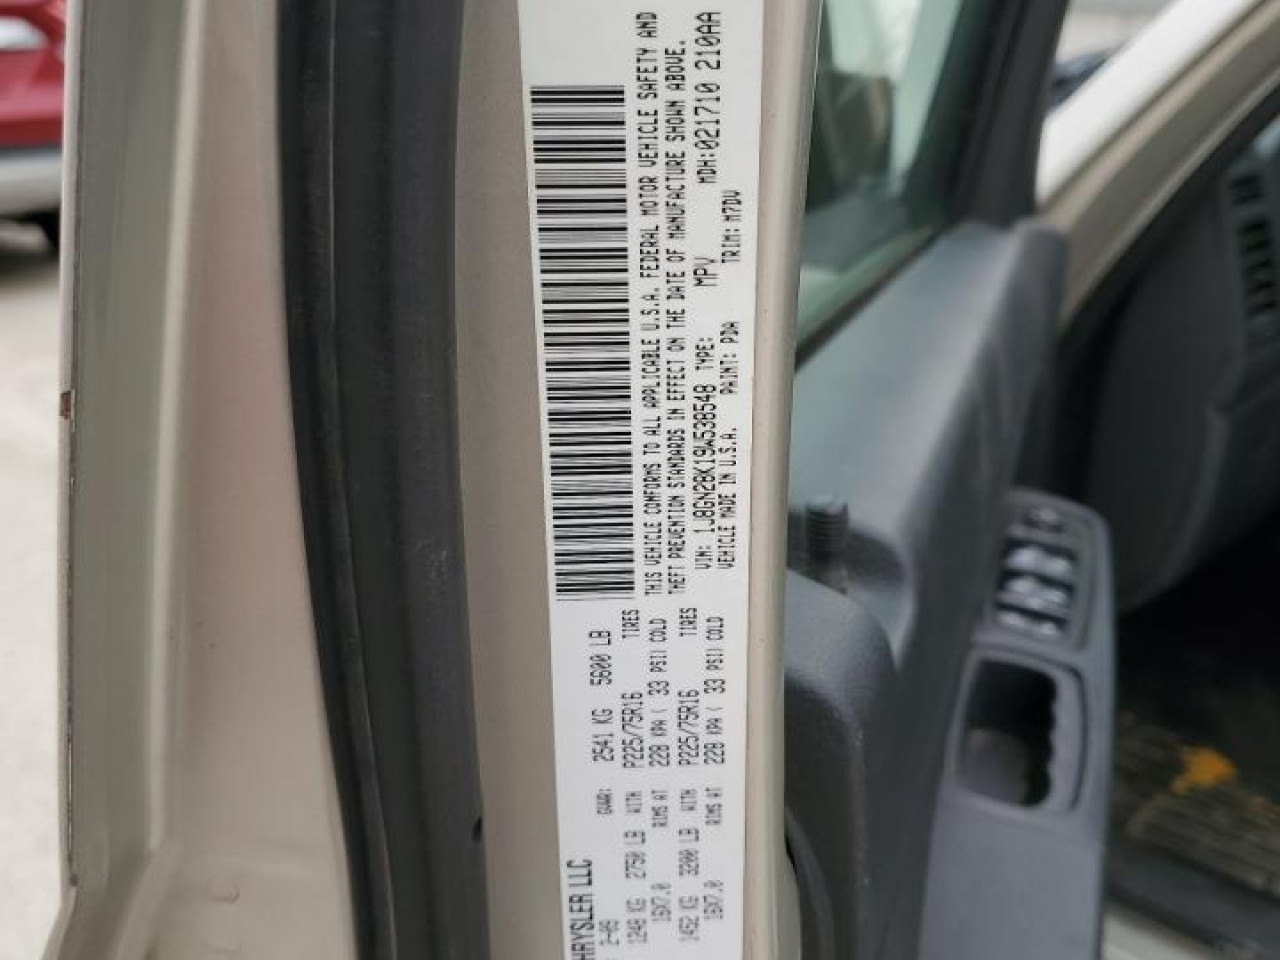 HRYSLER LLC
2-09 GVWR: 2541 KG 5600 LB
1248 KG 2750 LB WITH P225/75R16 TIRES
16X7.0 RIMS AT 228 KPA ( 33 PSI) COLD
1452 KG 3200 LB WITH P225/75R16 TIRES
16X7.0 RIMS AT 228 KPA ( 33 PSI) COLD
THIS VEHICLE CONFORMS TO ALL APPLICABLE U.S.A. FEDERAL MOTOR VEHICLE SAFETY AND
THEFT PREVENTION STANDARDS IN EFFECT ON THE DATE OF MANUFACTURE SHOWN ABOVE.
VIN: 1J8GN28K19W538548 TYPE: MPV MDH:021710 210AA
VEHICLE MADE IN U.S.A. PAINT: PDA TRIM: M7DV